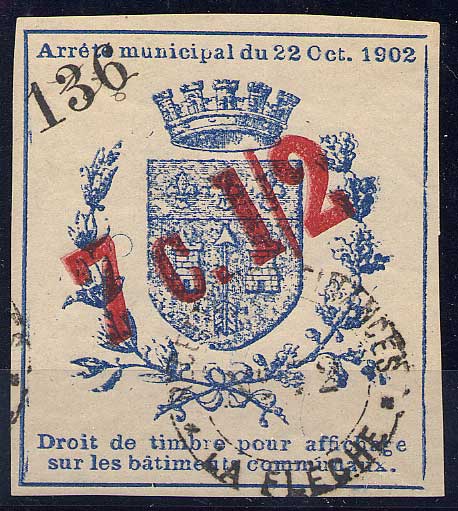 Arrêté municipal du 22 Oct. 1902
136
7 c. 1/2
Droit de timbre pour affichage
sur les bâtiments communaux.
* LA FLECHE *